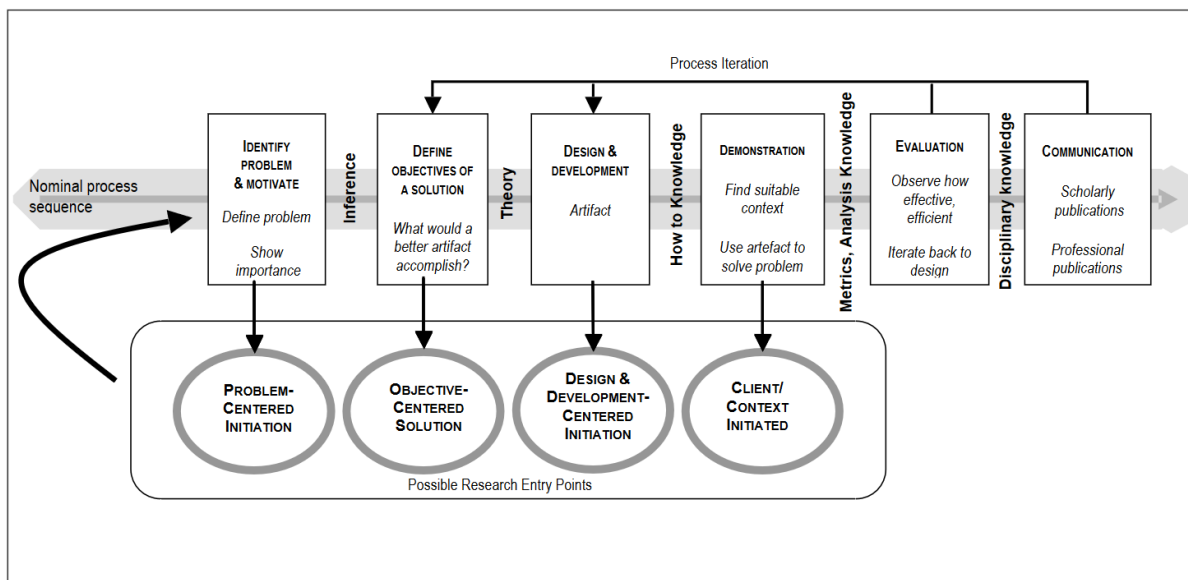 Process Iteration
Nominal process
sequence
IDENTIFY
PROBLEM
& MOTIVATE
Define problem
Show
importance
Inference
DEFINE
OBJECTIVES OF
A SOLUTION
What would a
better artifact
accomplish?
Theory
DESIGN &
DEVELOPMENT
Artifact
How to Knowledge
DEMONSTRATION
Find suitable
context
Use artefact to
solve problem
Metrics, Analysis Knowledge
EVALUATION
Observe how
effective,
efficient
Iterate back to
design
Disciplinary knowledge
COMMUNICATION
Scholarly
publications
Professional
publications
PROBLEM-
CENTERED
INITIATION
OBJECTIVE-
CENTERED
SOLUTION
DESIGN &
DEVELOPMENT-
CENTERED
INITIATION
CLIENT/
CONTEXT
INITIATED
Possible Research Entry Points